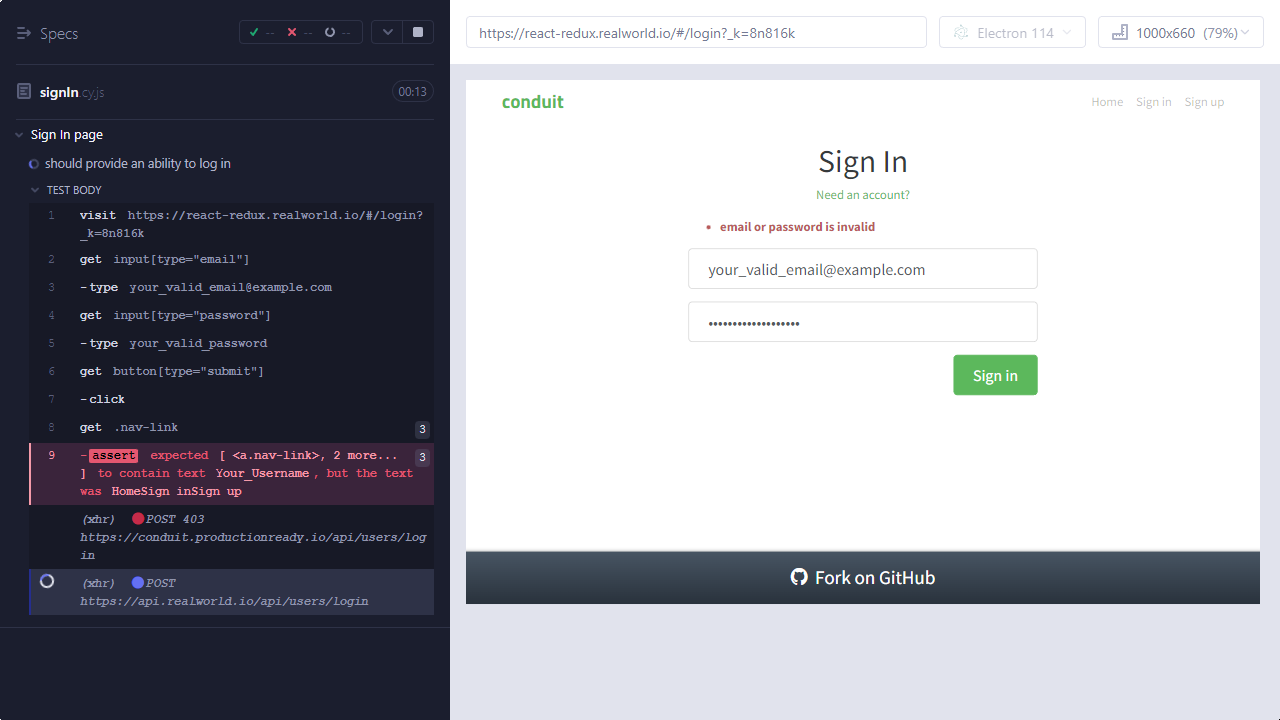 Specs
-- -- --
signIn.cy.js 00:13
Sign In page
should provide an ability to log in
TEST BODY
1 visit https://react-redux.realworld.io/#/login?
_k=8n816k
2 get input[type="email"]
3 -type your_valid_email@example.com
4 get input[type="password"]
5 -type your_valid_password
6 get button[type="submit"]
7 -click
8 get .nav-link 3
9 -assert expected [ <a.nav-link>, 2 more... 3
] to contain text Your_Username, but the text
was HomeSign inSign up
(xhr) POST 403
https://conduit.productionready.io/api/users/log
in
(xhr) POST
https://api.realworld.io/api/users/login
https://react-redux.realworld.io/#/login?_k=8n816k
Electron 114
1000x660 (79%)
conduit
Home Sign in Sign up
Sign In
Need an account?
• email or password is invalid
your_valid_email@example.com
•••••••••••••••••••
Sign in
Fork on GitHub